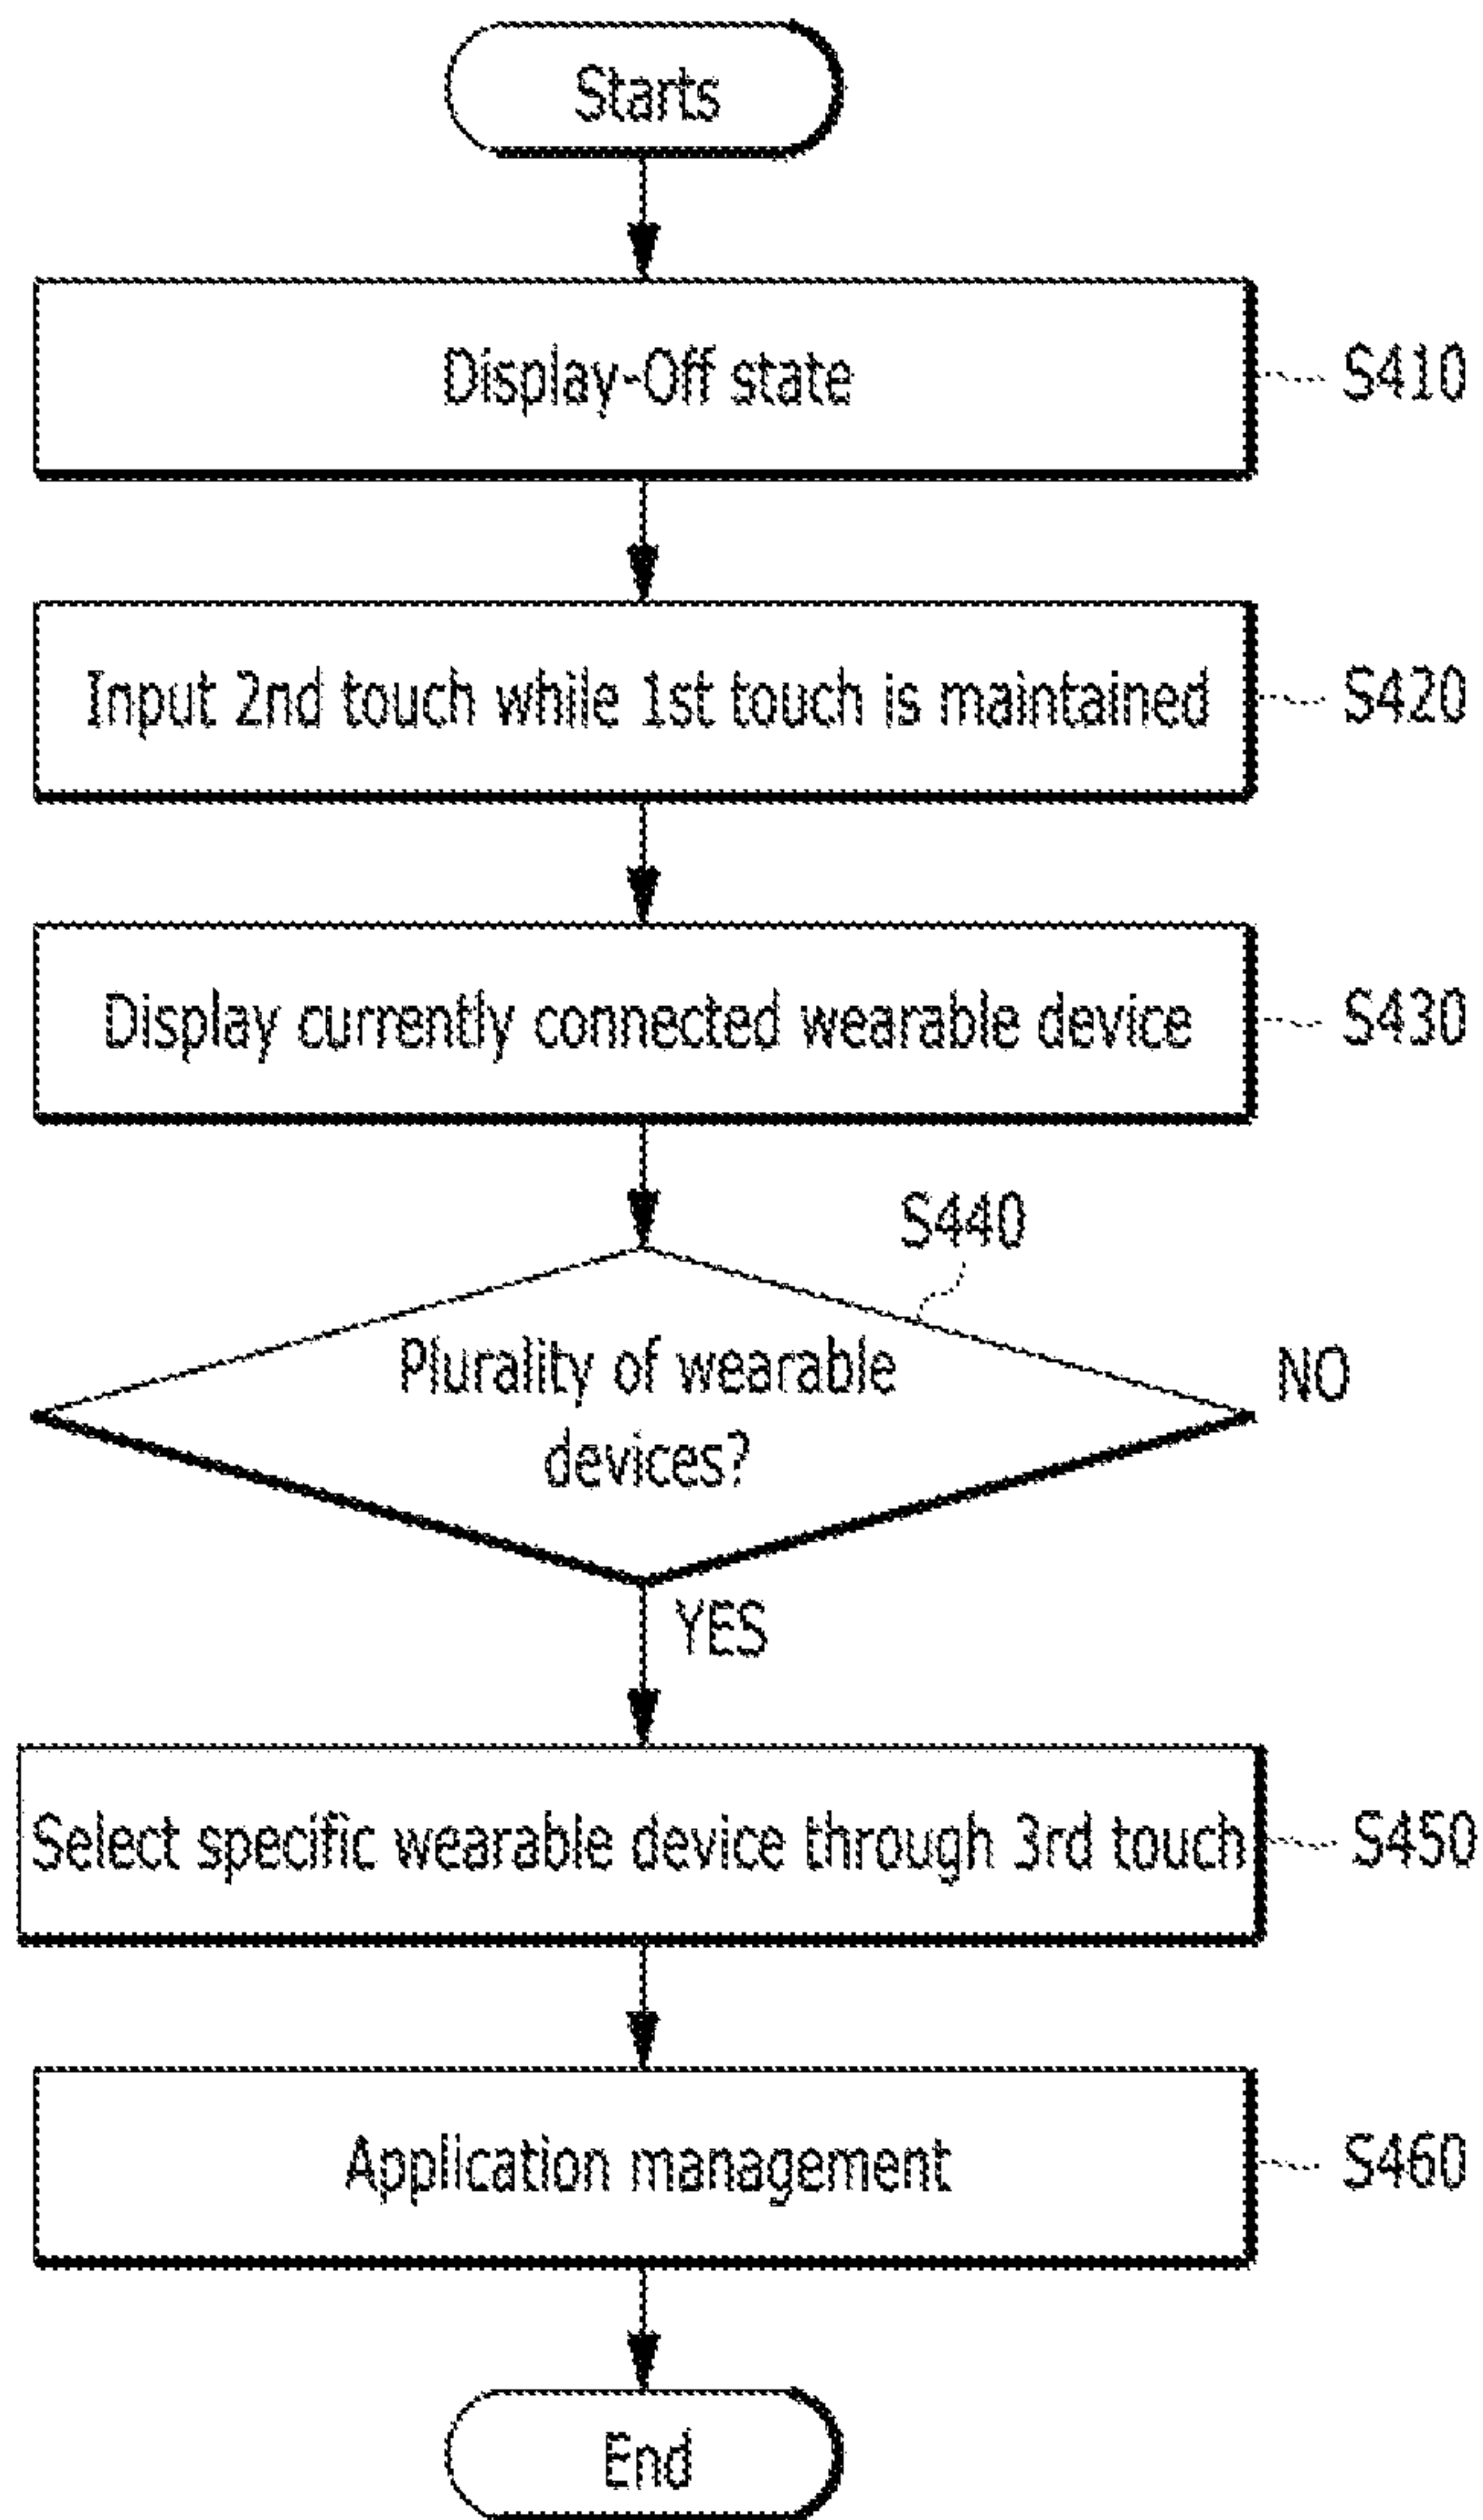 Starts
Display-Off state
S410
Input 2nd touch while 1st touch is maintained
S420
Display currently connected wearable device
S430
S440
Plurality of wearable
devices?
NO
YES
Select specific wearable device through 3rd touch
S450
Application management
S460
End